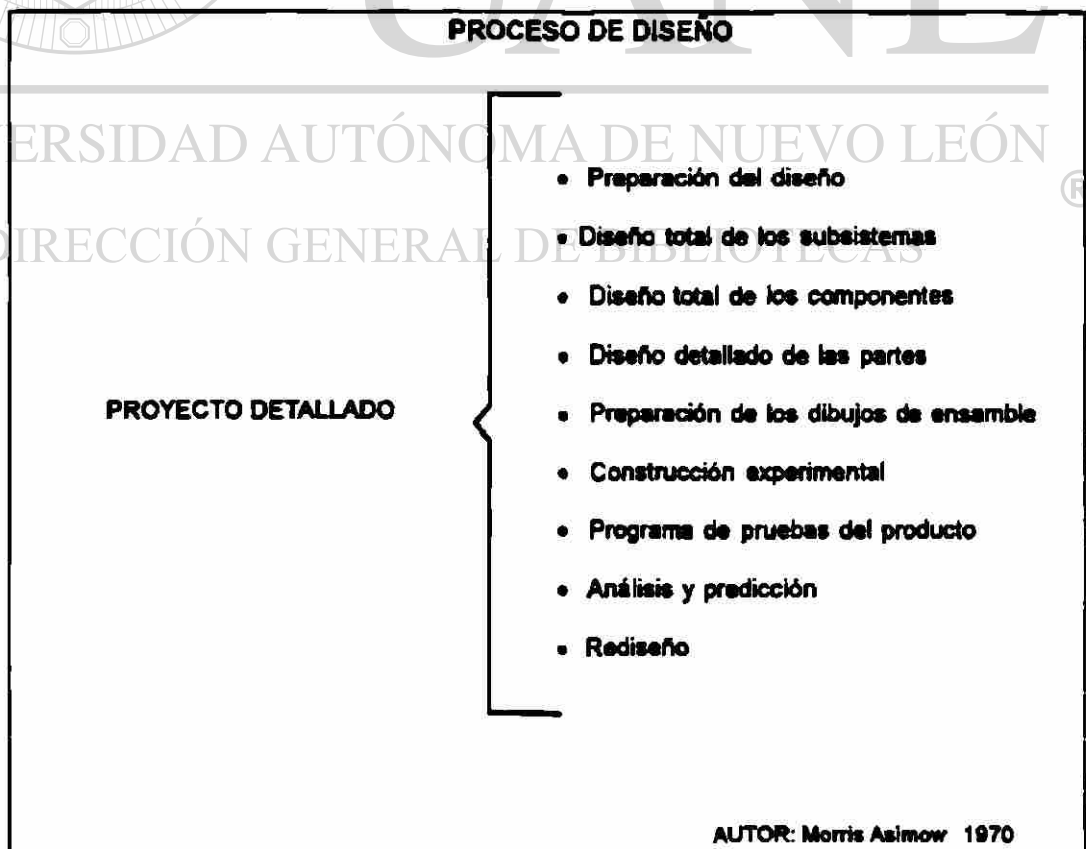 PROCESO DE DISEÑO
ERSIDAD AUTÓNOMA DE NUEVO LEÓN
®
• Preparación del diseño
DIRECCIÓN GENERAL DE BIBLIOTECAS
• Diseño total de los subsistemas
• Diseño total de los componentes
• Diseño detallado de las partes
PROYECTO DETALLADO
• Preparación de los dibujos de ensamble
• Construcción experimental
• Programa de pruebas del producto
• Análisis y predicción
• Rediseño
AUTOR: Morris Asimow 1970